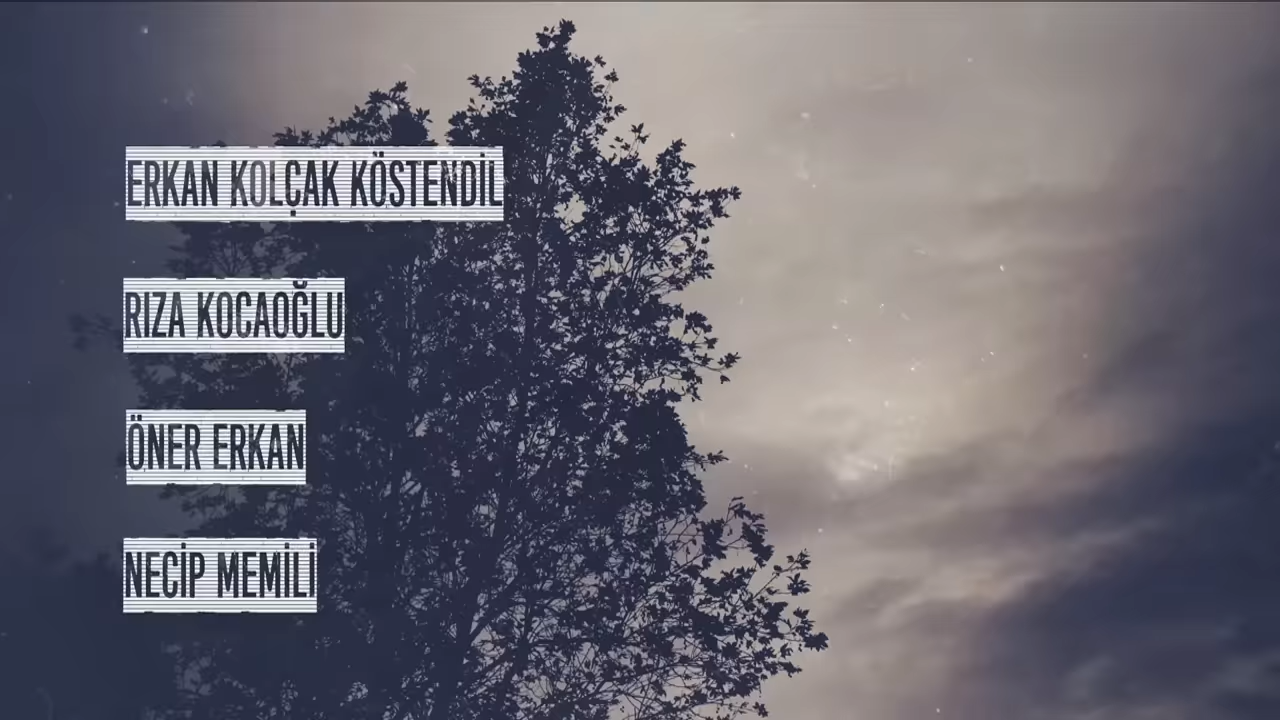 ERKAN KOLÇAK KÖSTENDİL
RIZA KOCAOĞLU
ÖNER ERKAN
NECİP MEMİLİ